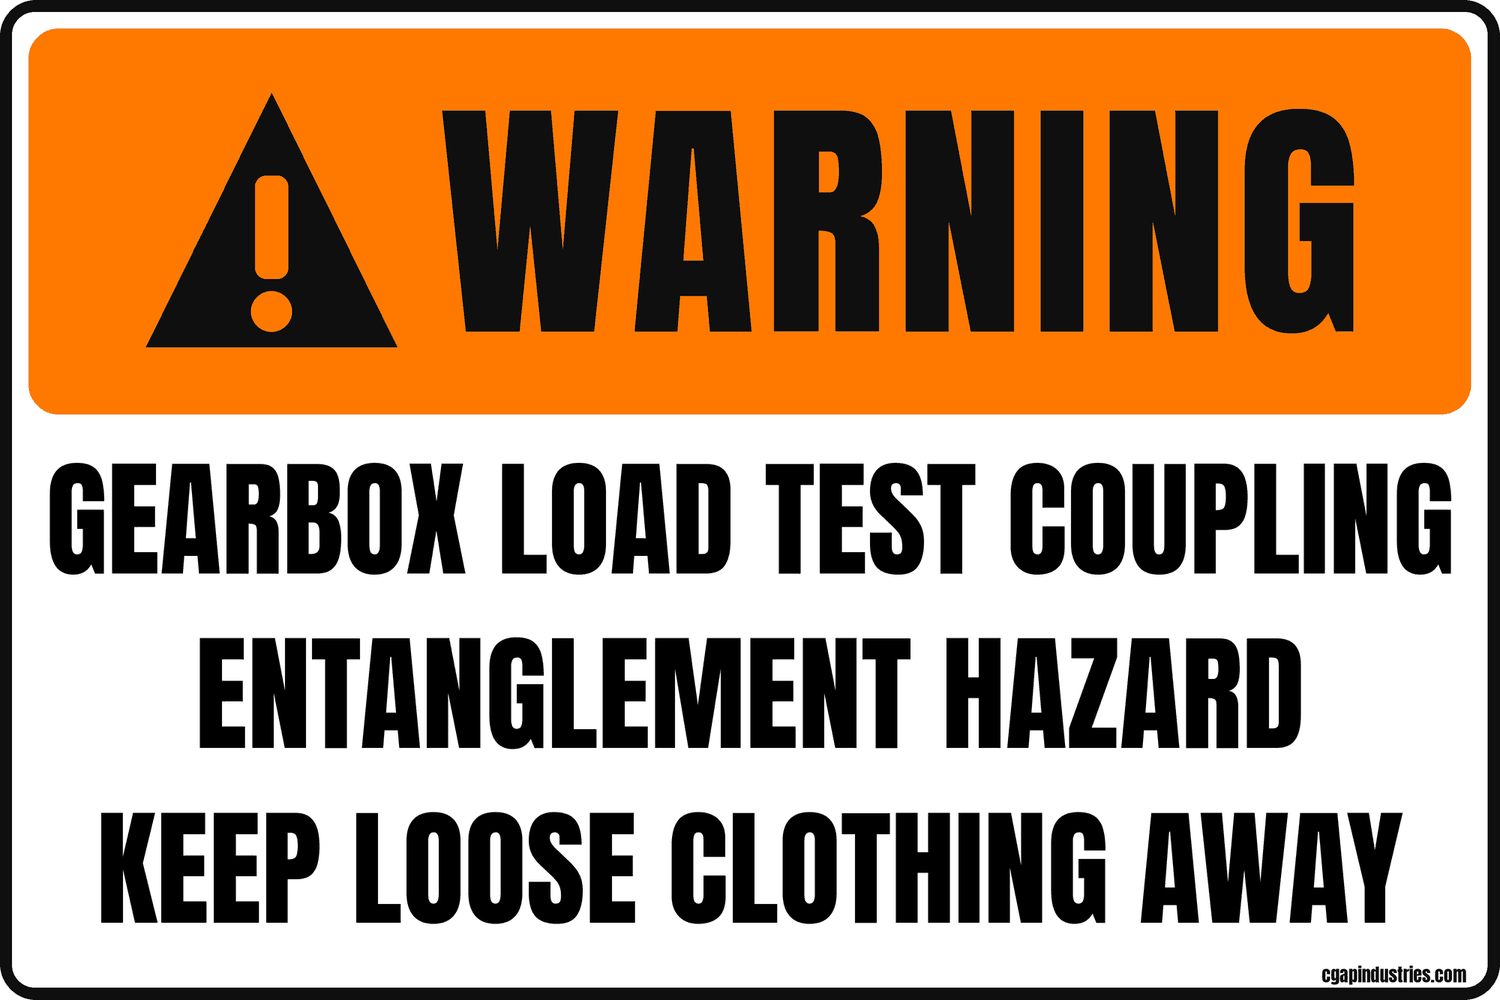 WARNING
GEARBOX LOAD TEST COUPLING
ENTANGLEMENT HAZARD
KEEP LOOSE CLOTHING AWAY
cgapindustries.com